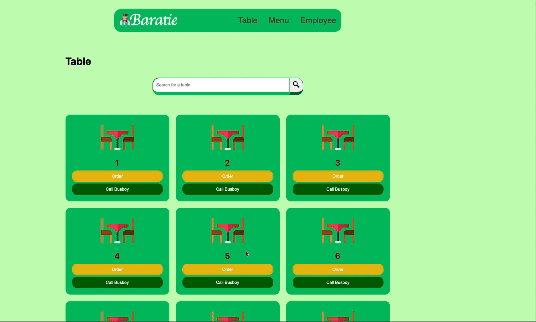 Baratie
Table Menu Employee
Table
Search for a table
1 2 3
Order Order Order
Call Busboy Call Busboy Call Busboy
4 5 6
Order Order Order
Call Busboy Call Busboy Call Busboy